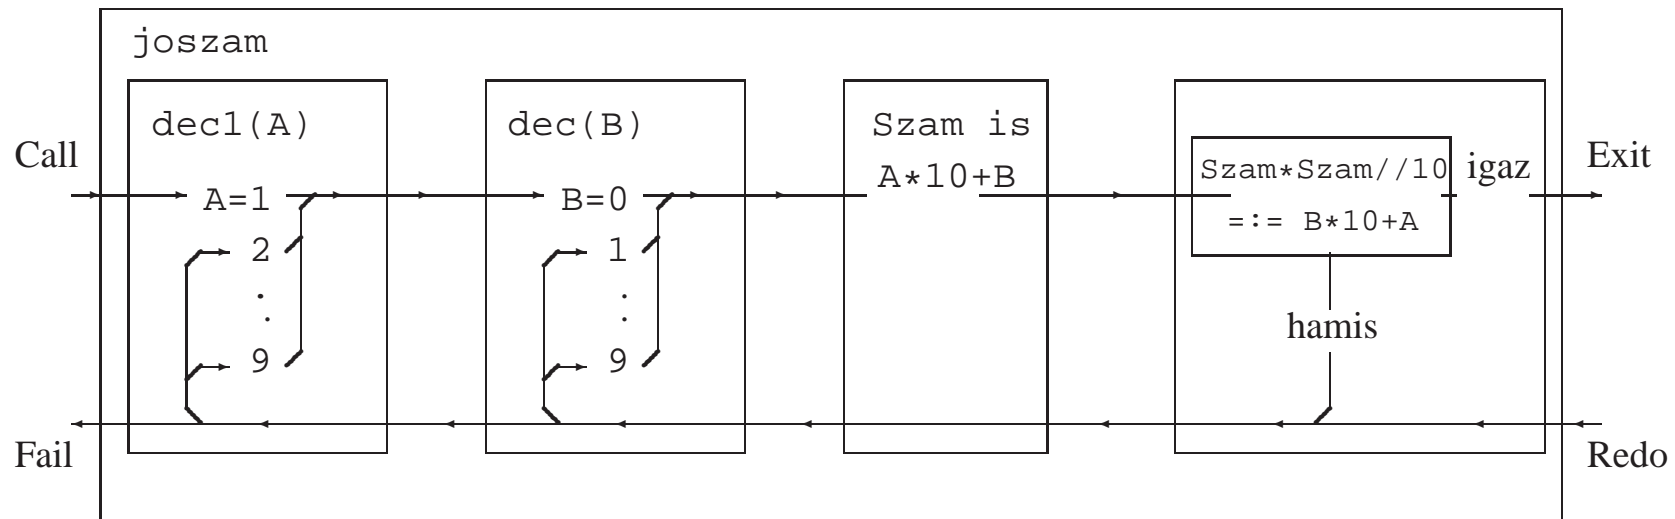 joszam
Call
dec1(A)
A=1
2
.
.
9
dec(B)
B=0
1
.
.
9
Szam is
A*10+B
Szam*Szam//10
=:= B*10+A
igaz
hamis
Exit
Fail
Redo